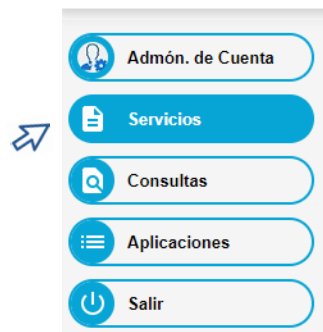 Admón. de Cuenta
Servicios
Consultas
Aplicaciones
Salir